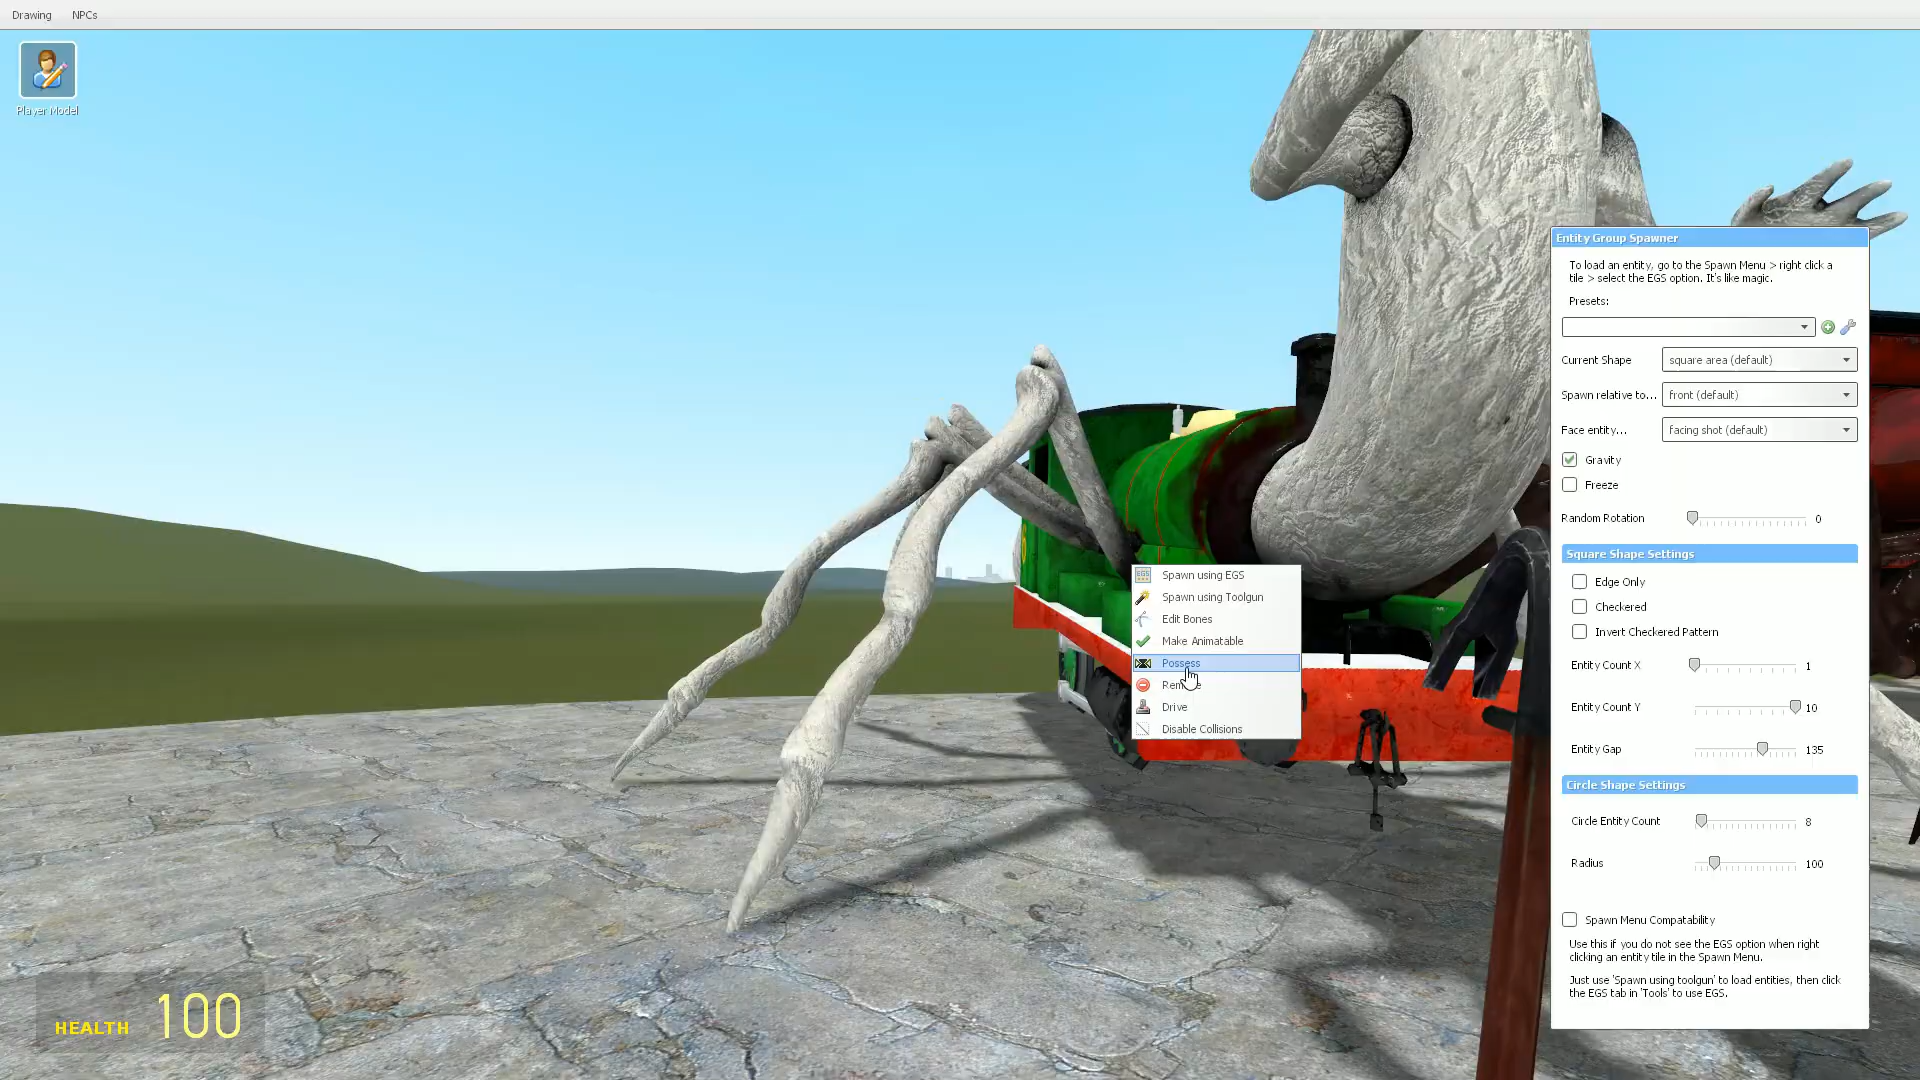 Drawing NPCs
Player Model
Entity Group Spawner
To load an entity, go to the Spawn Menu > right click a
tile > select the EGS option. It's like magic.
Presets:
Current Shape square area (default)
Spawn relative to... front (default)
Face entity... facing shot (default)
Gravity
Freeze
Random Rotation 0
Square Shape Settings
Edge Only
Checkered
Invert Checkered Pattern
Entity Count X 1
Entity Count Y 10
Entity Gap 135
Circle Shape Settings
Circle Entity Count 8
Radius 100
Spawn Menu Compatability
Use this if you do not see the EGS option when right
clicking an entity tile in the Spawn Menu.
Just use 'Spawn using toolgun' to load entities, then click
the EGS tab in 'Tools' to use EGS.
Spawn using EGS
Spawn using Toolgun
Edit Bones
Make Animatable
Possess
Drive
Disable Collisions
HEALTH 100